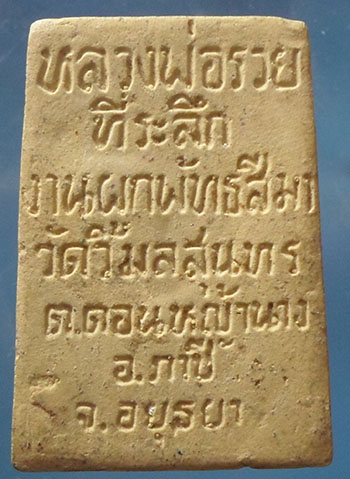 หลวงพ่อรวย
ที่ระลึก
งานผูกพัทธสีมา
วัดวิมลสุนทร
ต.ดอนหญ้านาง
อ.ภาชี
จ.อยุธยา